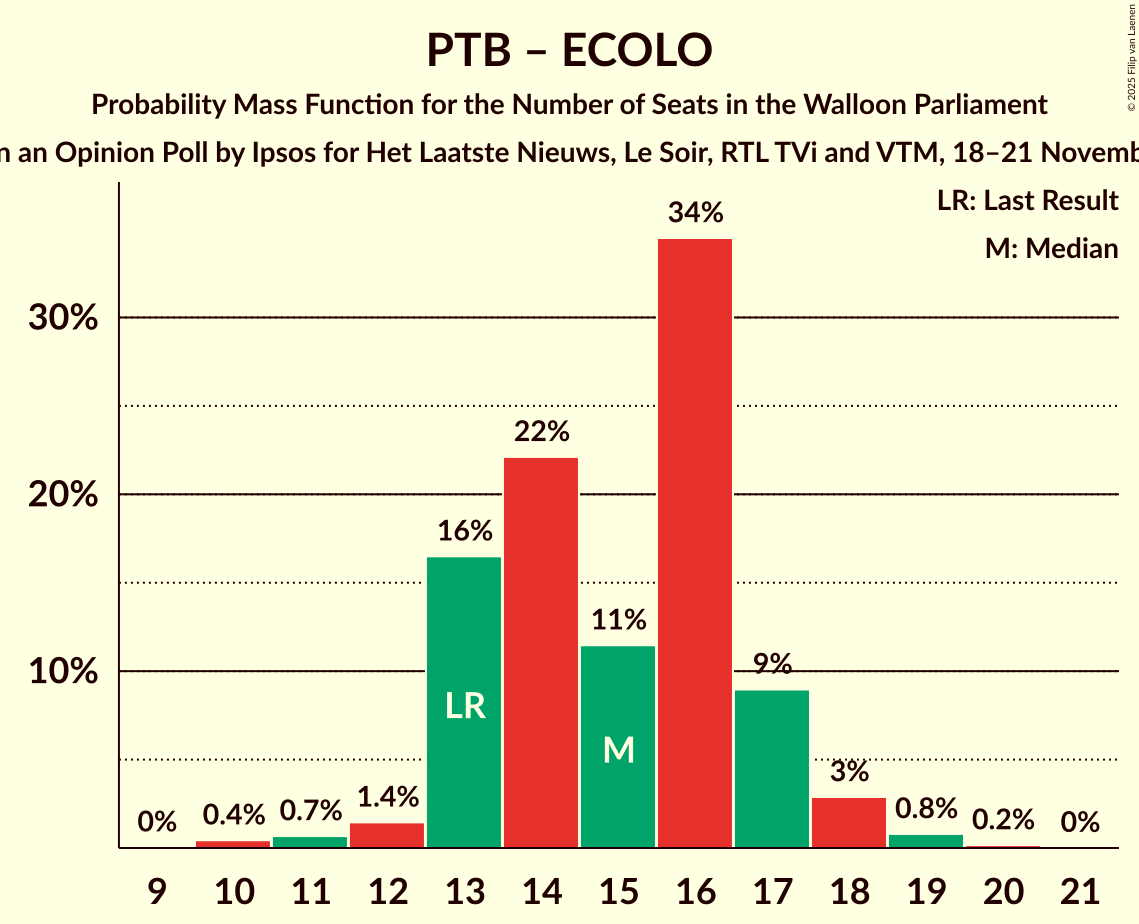 PTB – ECOLO
Probability Mass Function for the Number of Seats in the Walloon Parliament
an Opinion Poll by Ipsos for Het Laatste Nieuws, Le Soir, RTL TVi and VTM, 18–21
© 2025 Filip van Laenen
LR: Last Result
M: Median
34%
30%
22%
20%
16%
11%
10%
9%
LR
M
3%
1.4%
0.7%
0.4%
0%
0.8%
0.2%
0%
9 10 11 12 13 14 15 16 17 18 19 20 21